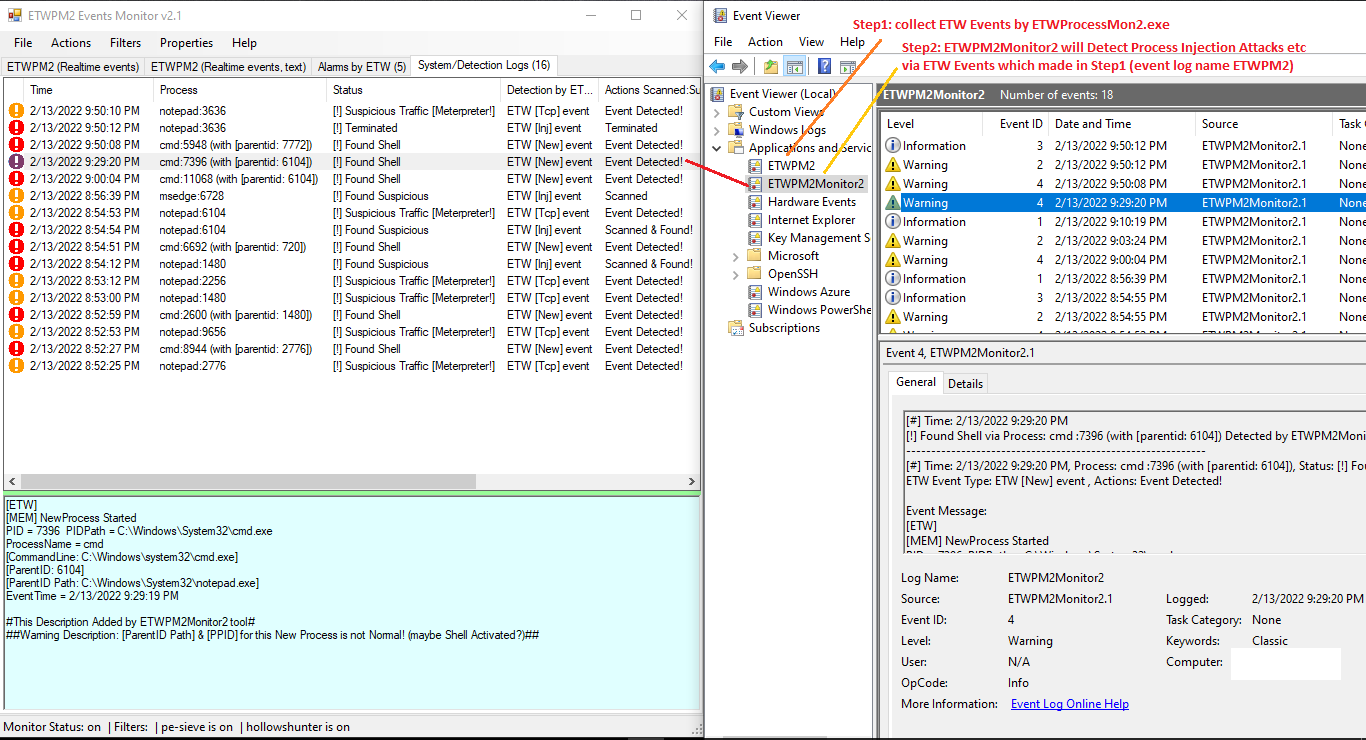 ETWPM2 Events Monitor v2.1
File Actions Filters Properties Help
ETWPM2 (Realtime events) ETWPM2 (Realtime events, text) Alarms by ETW (5) System/Detection Logs (16)
Time Process Status Detection by ET... Actions Scanned:Su
2/13/2022 9:50:10 PM notepad:3636 [!] Suspicious Traffic [Meterpreter!] ETW [Tcp] event Event Detected!
2/13/2022 9:50:12 PM notepad:3636 [!] Terminated ETW [Inj] event Terminated
2/13/2022 9:50:08 PM cmd:5948 (with [parentid: 7772]) [!] Found Shell ETW [New] event Event Detected!
2/13/2022 9:29:20 PM cmd:7396 (with [parentid: 6104]) [!] Found Shell ETW [New] event Event Detected!
2/13/2022 9:00:04 PM cmd:11068 (with [parentid: 6104]) [!] Found Shell ETW [New] event Event Detected!
2/13/2022 8:56:39 PM msedge:6728 [!] Found Suspicious ETW [Inj] event Scanned
2/13/2022 8:54:53 PM notepad:6104 [!] Suspicious Traffic [Meterpreter!] ETW [Tcp] event Event Detected!
2/13/2022 8:54:54 PM notepad:6104 [!] Found Suspicious ETW [Inj] event Scanned & Found!
2/13/2022 8:54:51 PM cmd:6692 (with [parentid: 720]) [!] Found Shell ETW [New] event Event Detected!
2/13/2022 8:54:13 PM notepad:1480 [!] Found Suspicious ETW [Inj] event Scanned & Found!
2/13/2022 8:53:12 PM notepad:2256 [!] Suspicious Traffic [Meterpreter!] ETW [Tcp] event Event Detected!
2/13/2022 8:53:00 PM notepad:1480 [!] Suspicious Traffic [Meterpreter!] ETW [Tcp] event Event Detected!
2/13/2022 8:52:59 PM cmd:2600 (with [parentid: 1480]) [!] Found Shell ETW [New] event Event Detected!
2/13/2022 8:52:53 PM notepad:9656 [!] Suspicious Traffic [Meterpreter!] ETW [Tcp] event Event Detected!
2/13/2022 8:52:27 PM cmd:8944 (with [parentid: 2776]) [!] Found Shell ETW [New] event Event Detected!
2/13/2022 8:52:25 PM notepad:2776 [!] Suspicious Traffic [Meterpreter!] ETW [Tcp] event Event Detected!
[ETW]
[MEM] NewProcess Started
PID = 7396 PIDPath = C:\Windows\System32\cmd.exe
ProcessName = cmd
[CommandLine: C:\Windows\system32\cmd.exe]
[ParentID: 6104]
[ParentID Path: C:\Windows\System32\notepad.exe]
EventTime = 2/13/2022 9:29:19 PM
#This Description Added by ETWPM2Monitor2 tool#
##Warning Description: [ParentID Path] & [PPID] for this New Process is not Normal! (maybe Shell Activated?)##
Monitor Status: on | Filters: | pe-sieve is on | hollowshunter is on
Event Viewer
Step1: collect ETW Events by ETWProcessMon2.exe
File Action View Help
Step2: ETWPM2Monitor2 will Detect Process Injection Attacks etc
via ETW Events which made in Step1 (event log name ETWPM2)
Event Viewer (Local)
Custom Views
Windows Logs
Applications and Servic
ETWPM2
ETWPM2Monitor2
Hardware Events
Internet Explorer
Key Management S
Microsoft
OpenSSH
Windows Azure
Windows PowerShe
Subscriptions
ETWPM2Monitor2 Number of events: 18
Level Event ID Date and Time Source Task C
Information 3 2/13/2022 9:50:12 PM ETWPM2Monitor2.1 None
Warning 2 2/13/2022 9:50:12 PM ETWPM2Monitor2.1 None
Warning 4 2/13/2022 9:50:08 PM ETWPM2Monitor2.1 None
Warning 4 2/13/2022 9:29:20 PM ETWPM2Monitor2.1 None
Information 1 2/13/2022 9:10:19 PM ETWPM2Monitor2.1 None
Warning 2 2/13/2022 9:03:24 PM ETWPM2Monitor2.1 None
Warning 4 2/13/2022 9:00:04 PM ETWPM2Monitor2.1 None
Information 1 2/13/2022 8:56:39 PM ETWPM2Monitor2.1 None
Information 3 2/13/2022 8:54:55 PM ETWPM2Monitor2.1 None
Warning 2 2/13/2022 8:54:55 PM ETWPM2Monitor2.1 None
Event 4, ETWPM2Monitor2.1
General Details
[#] Time: 2/13/2022 9:29:20 PM
[!] Found Shell via Process: cmd :7396 (with [parentid: 6104]) Detected by ETWPM2Moni
------------------------------------------------------------
[#] Time: 2/13/2022 9:29:20 PM, Process: cmd :7396 (with [parentid: 6104]), Status: [!] Fou
ETW Event Type: ETW [New] event , Actions: Event Detected!
Event Message:
[ETW]
[MEM] NewProcess Started
Log Name: ETWPM2Monitor2
Source: ETWPM2Monitor2.1 Logged: 2/13/2022 9:29:20 PM
Event ID: 4 Task Category: None
Level: Warning Keywords: Classic
User: N/A Computer:
OpCode: Info
More Information: Event Log Online Help